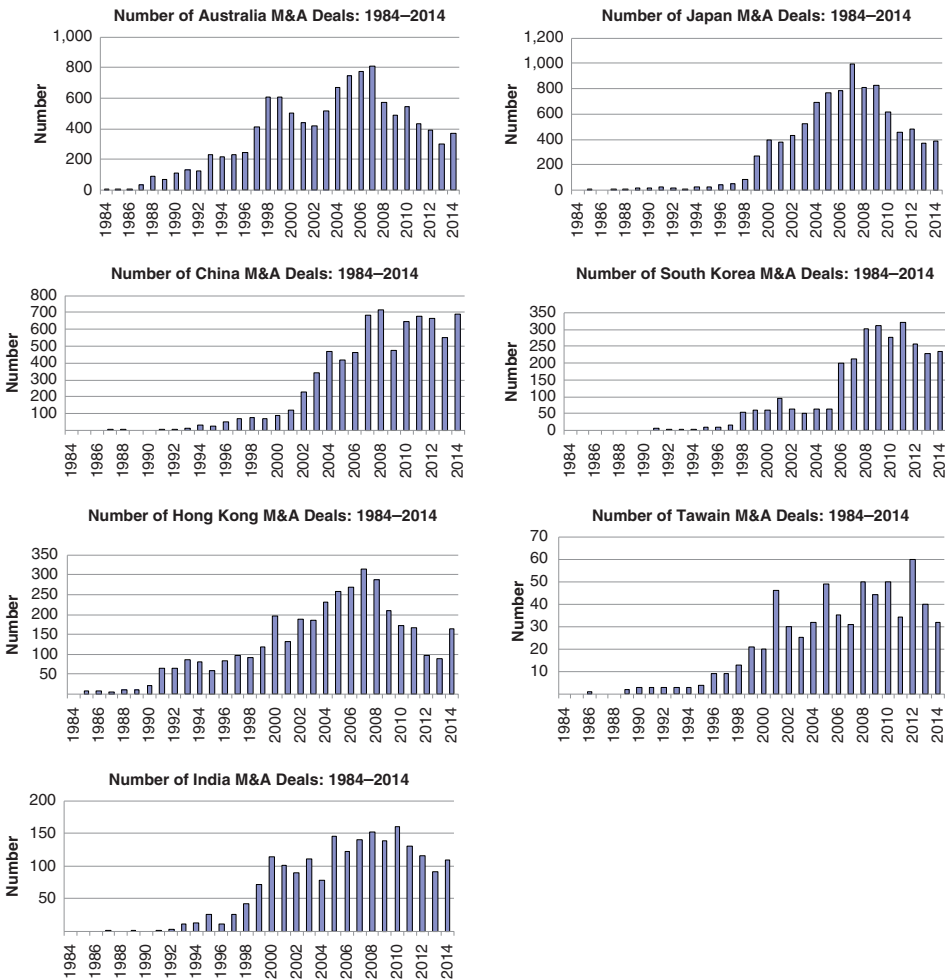 Number of Australia M&A Deals: 1984–2014
1,000
800
600
400
200
0
Number
1984 1986 1988 1990 1992 1994 1996 1998 2000 2002 2004 2006 2008 2010 2012 2014
Number of Japan M&A Deals: 1984–2014
1,200
1,000
800
600
400
200
0
Number
1984 1986 1988 1990 1992 1994 1996 1998 2000 2002 2004 2006 2008 2010 2012 2014
Number of China M&A Deals: 1984–2014
800
700
600
500
400
300
200
100
Number
1984 1986 1988 1990 1992 1994 1996 1998 2000 2002 2004 2006 2008 2010 2012 2014
Number of South Korea M&A Deals: 1984–2014
350
300
250
200
150
100
50
0
Number
1984 1986 1988 1990 1992 1994 1996 1998 2000 2002 2004 2006 2008 2010 2012 2014
Number of Hong Kong M&A Deals: 1984–2014
350
300
250
200
150
100
50
Number
1984 1986 1988 1990 1992 1994 1996 1998 2000 2002 2004 2006 2008 2010 2012 2014
Number of Tawain M&A Deals: 1984–2014
70
60
50
40
30
20
10
Number
1984 1986 1988 1990 1992 1994 1996 1998 2000 2002 2004 2006 2008 2010 2012 2014
Number of India M&A Deals: 1984–2014
200
150
100
50
Number
1984 1986 1988 1990 1992 1994 1996 1998 2000 2002 2004 2006 2008 2010 2012 2014